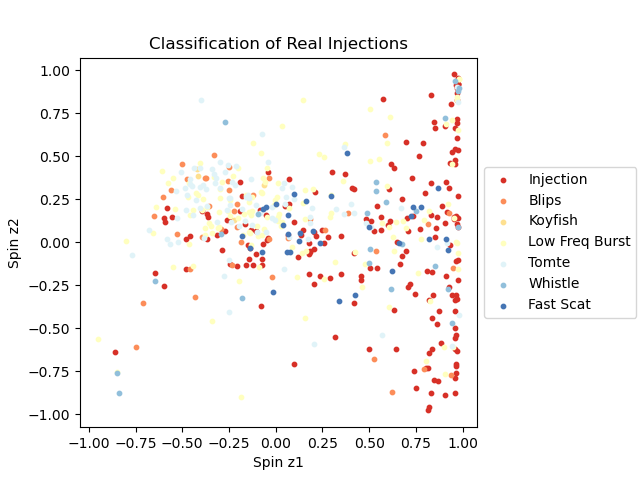 Classification of Real Injections
1.00
0.75
0.50
0.25
0.00
−0.25
−0.50
−0.75
−1.00
Spin z2
−1.00 −0.75 −0.50 −0.25 0.00 0.25 0.50 0.75 1.00
Spin z1
Injection
Blips
Koyfish
Low Freq Burst
Tomte
Whistle
Fast Scat